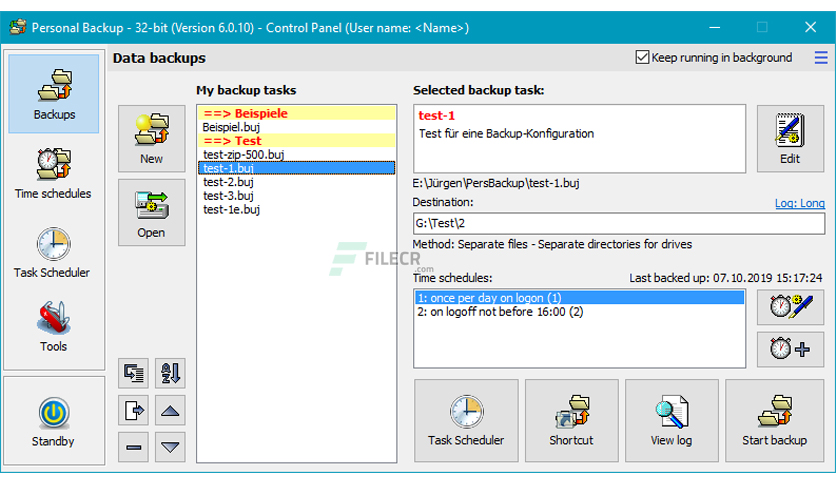 Personal Backup - 32-bit (Version 6.0.10) - Control Panel (User name: <Name>)
Data backups
Keep running in background
Backups
Time schedules
Task Scheduler
Tools
Standby
New
Open
My backup tasks
==> Beispiele
Beispiel.buj
==> Test
test-zip-500.buj
test-1.buj
test-2.buj
test-3.buj
test-1e.buj
Selected backup task:
test-1
Test für eine Backup-Konfiguration
Edit
E:\Jürgen\PersBackup\test-1.buj
Destination:
Log: Long
G:\Test\2
Method: Separate files - Separate directories for drives
FILECR
.com
Time schedules:
Last backed up: 07.10.2019 15:17:24
1: once per day on logon (1)
2: on logoff not before 16:00 (2)
Task Scheduler
Shortcut
View log
Start backup